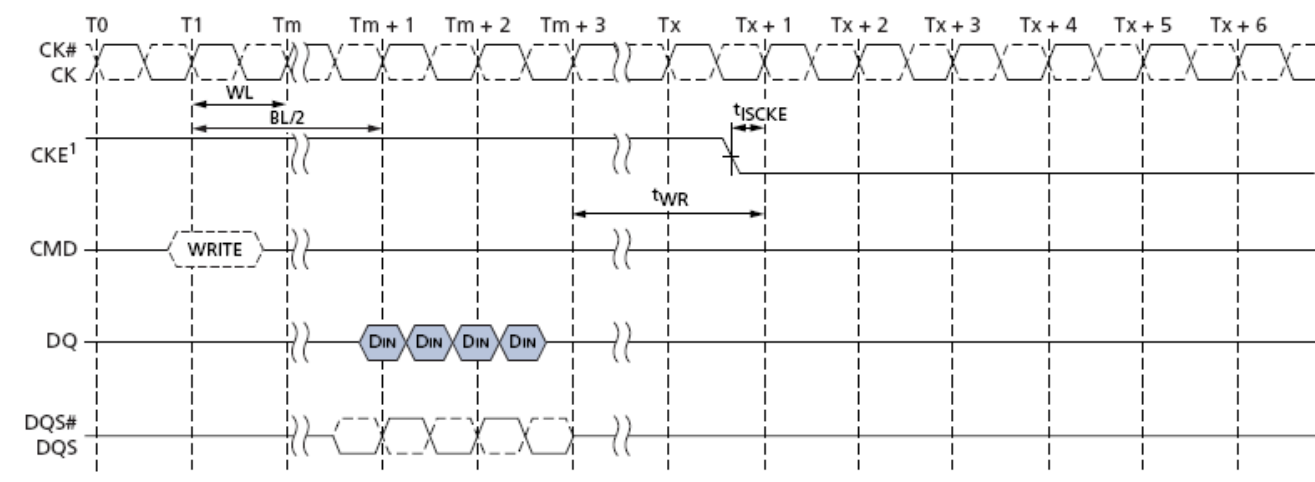 T0 T1 Tm Tm + 1 Tm + 2 Tm + 3 Tx Tx + 1 Tx + 2 Tx + 3 Tx + 4 Tx + 5 Tx + 6
CK#
CK
WL
BL/2
tISCKE
CKE1
tWR
CMD WRITE
DQ DIN DIN DIN DIN
DQS#
DQS